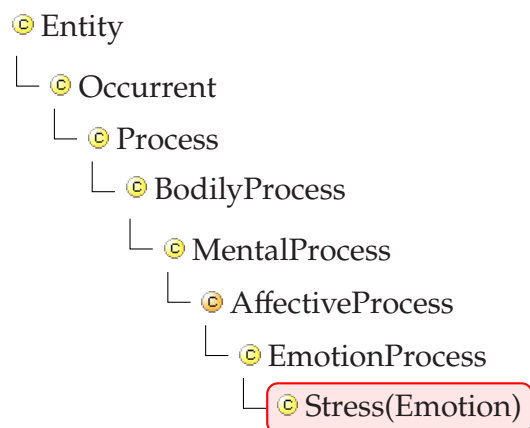 Entity
Occurrent
Process
BodilyProcess
MentalProcess
AffectiveProcess
EmotionProcess
Stress(Emotion)